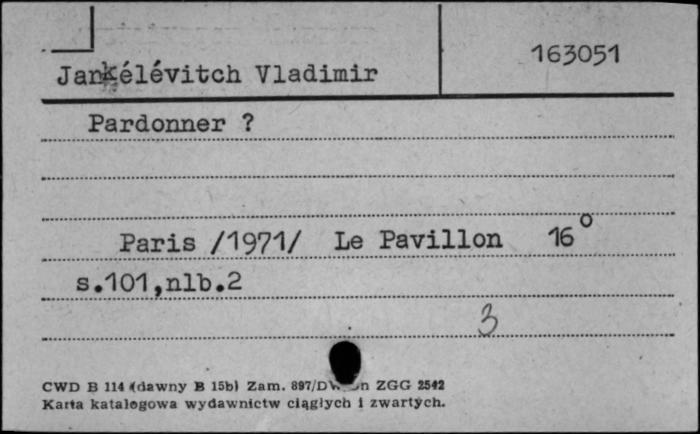 163051
Jankélévitch Vladimir
Pardonner ?
Paris /1971/ Le Pavillon 16°
s.101,nlb.2
3
CWD B 114 (dawny B 15b) Zam. 897/ ZGG 2542
Karta katalogowa wydawnictw ciągłych i zwartych.